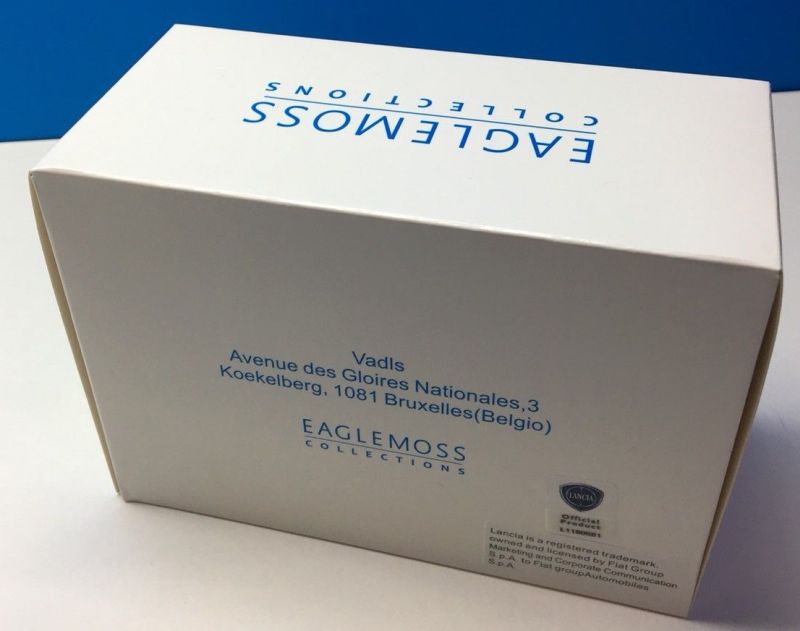 EAGLEMOSS
COLLECTIONS
Vadls
Avenue des Gloires Nationales,3
Koekelberg, 1081 Bruxelles(Belgio)
EAGLEMOSS
COLLECTIONS
LANCIA
Official
Product
Lancia is a registered trademark,
owned and licensed by Fiat Group
Marketing and Corporate Communication
S.p.A. to Fiat groupAutomobiles
S.p.A